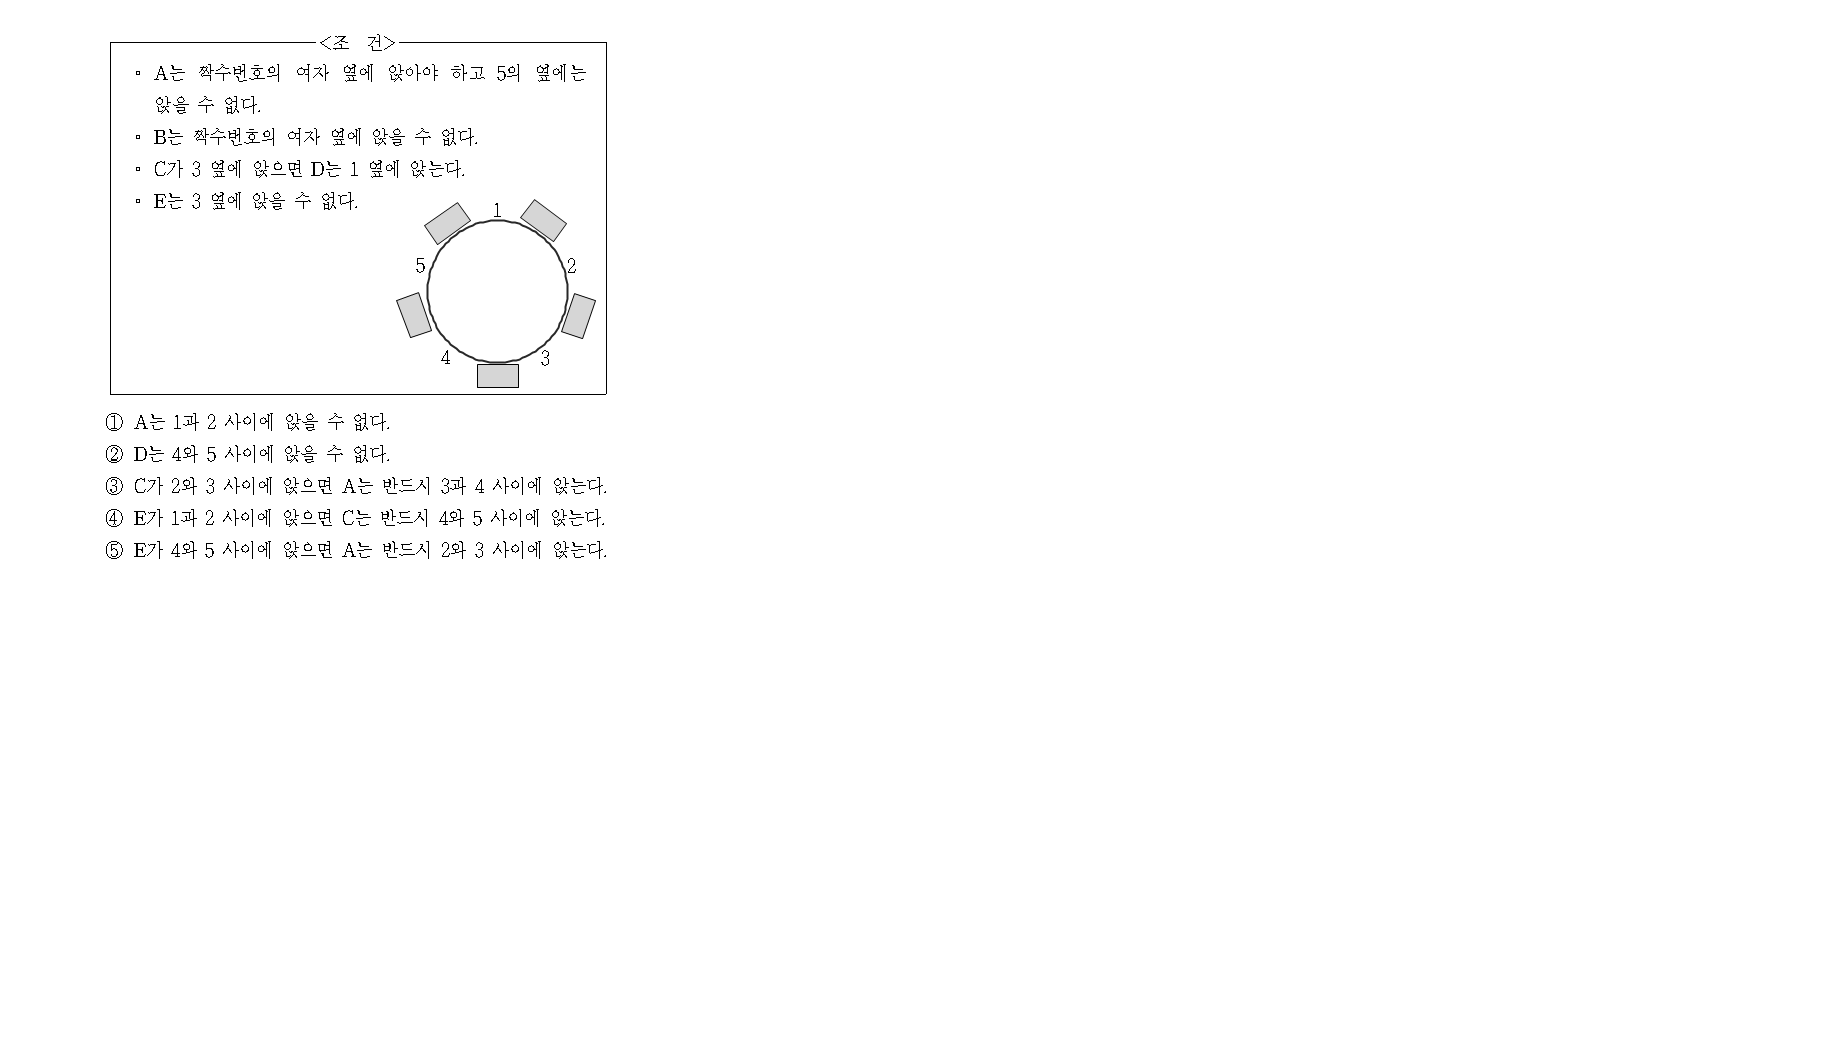 <조 건>
▫ A는 짝수번호의 여자 옆에 앉아야 하고 5의 옆에는
앉을 수 없다.
▫ B는 짝수번호의 여자 옆에 앉을 수 없다.
▫ C가 3 옆에 앉으면 D는 1 옆에 앉는다.
▫ E는 3 옆에 앉을 수 없다.
1
5 2
4 3
① A는 1과 2 사이에 앉을 수 없다.
② D는 4와 5 사이에 앉을 수 없다.
③ C가 2와 3 사이에 앉으면 A는 반드시 3과 4 사이에 앉는다.
④ E가 1과 2 사이에 앉으면 C는 반드시 4와 5 사이에 앉는다.
⑤ E가 4와 5 사이에 앉으면 A는 반드시 2와 3 사이에 앉는다.